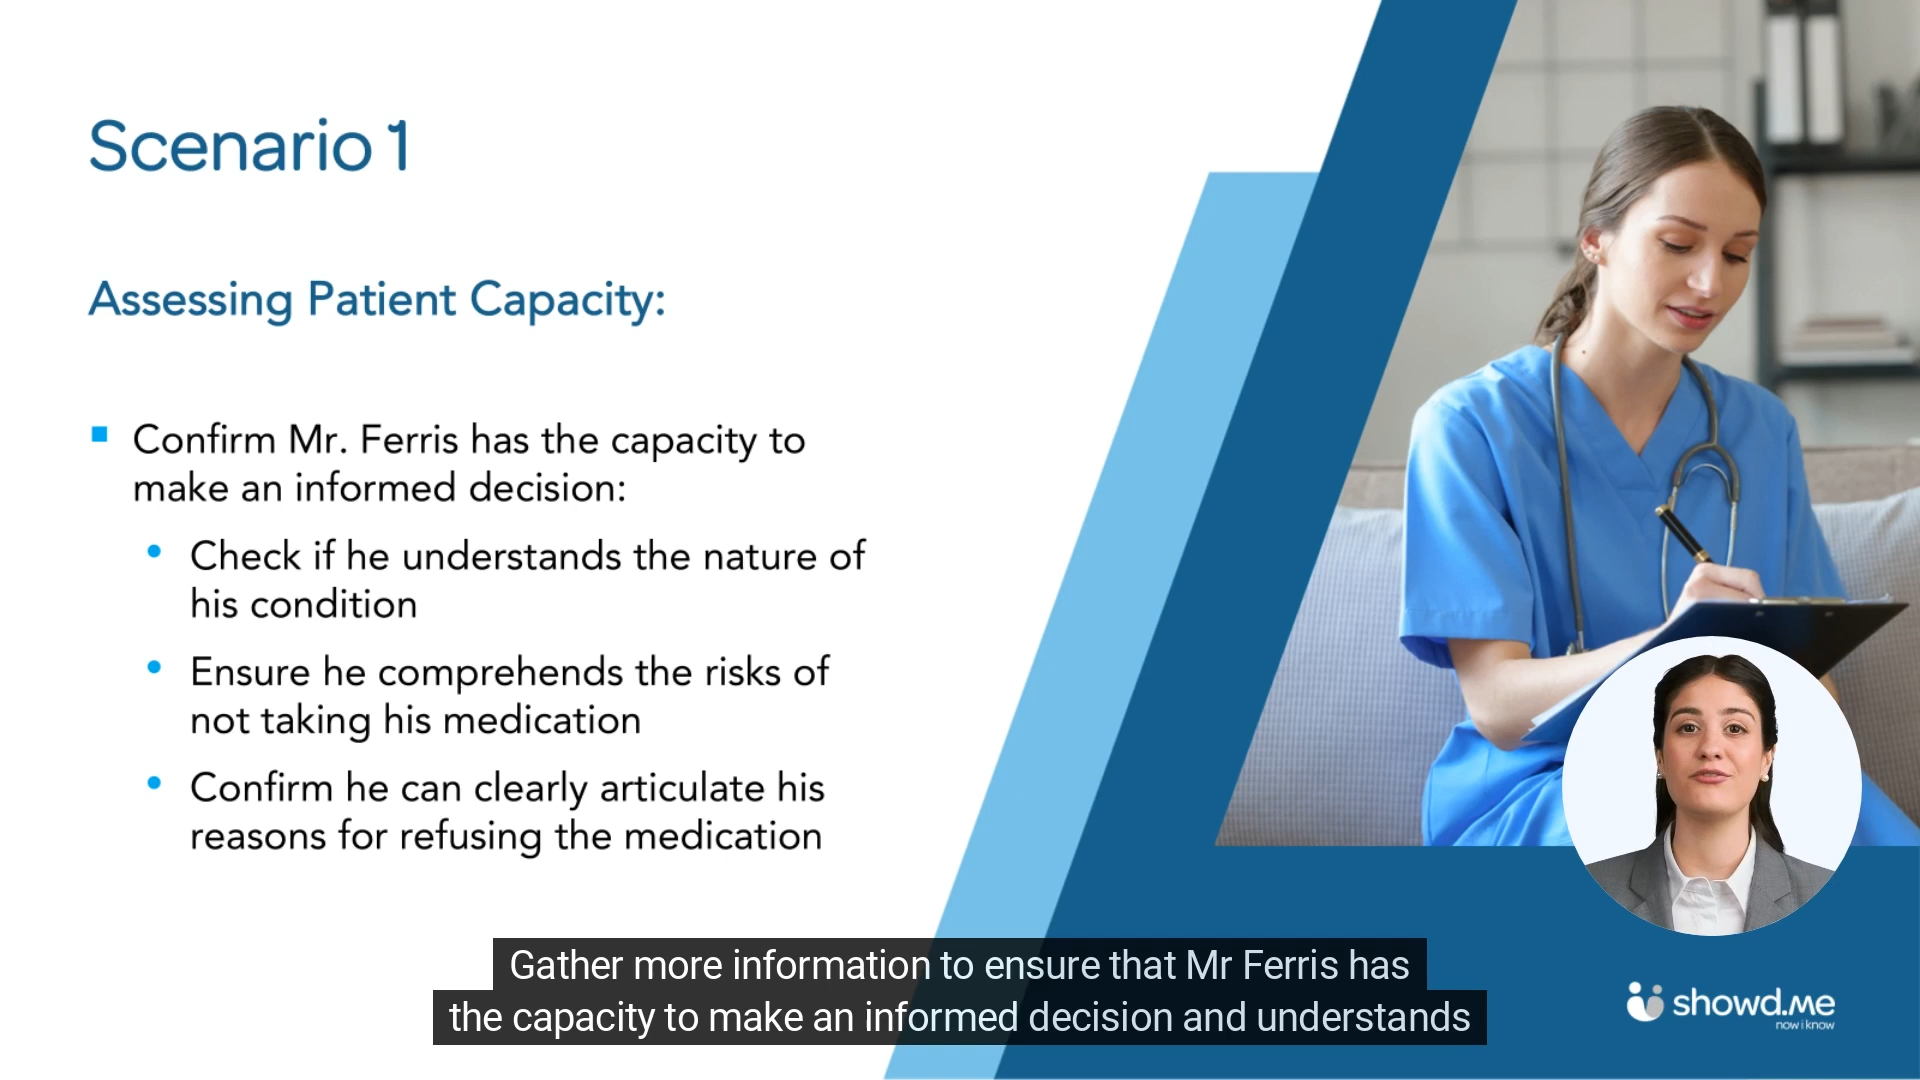 Scenario 1
Assessing Patient Capacity:
Confirm Mr. Ferris has the capacity to
make an informed decision:
Check if he understands the nature of
his condition
Ensure he comprehends the risks of
not taking his medication
Confirm he can clearly articulate his
reasons for refusing the medication
Gather more information to ensure that Mr Ferris has
the capacity to make an informed decision and understands
showd.me
now i know